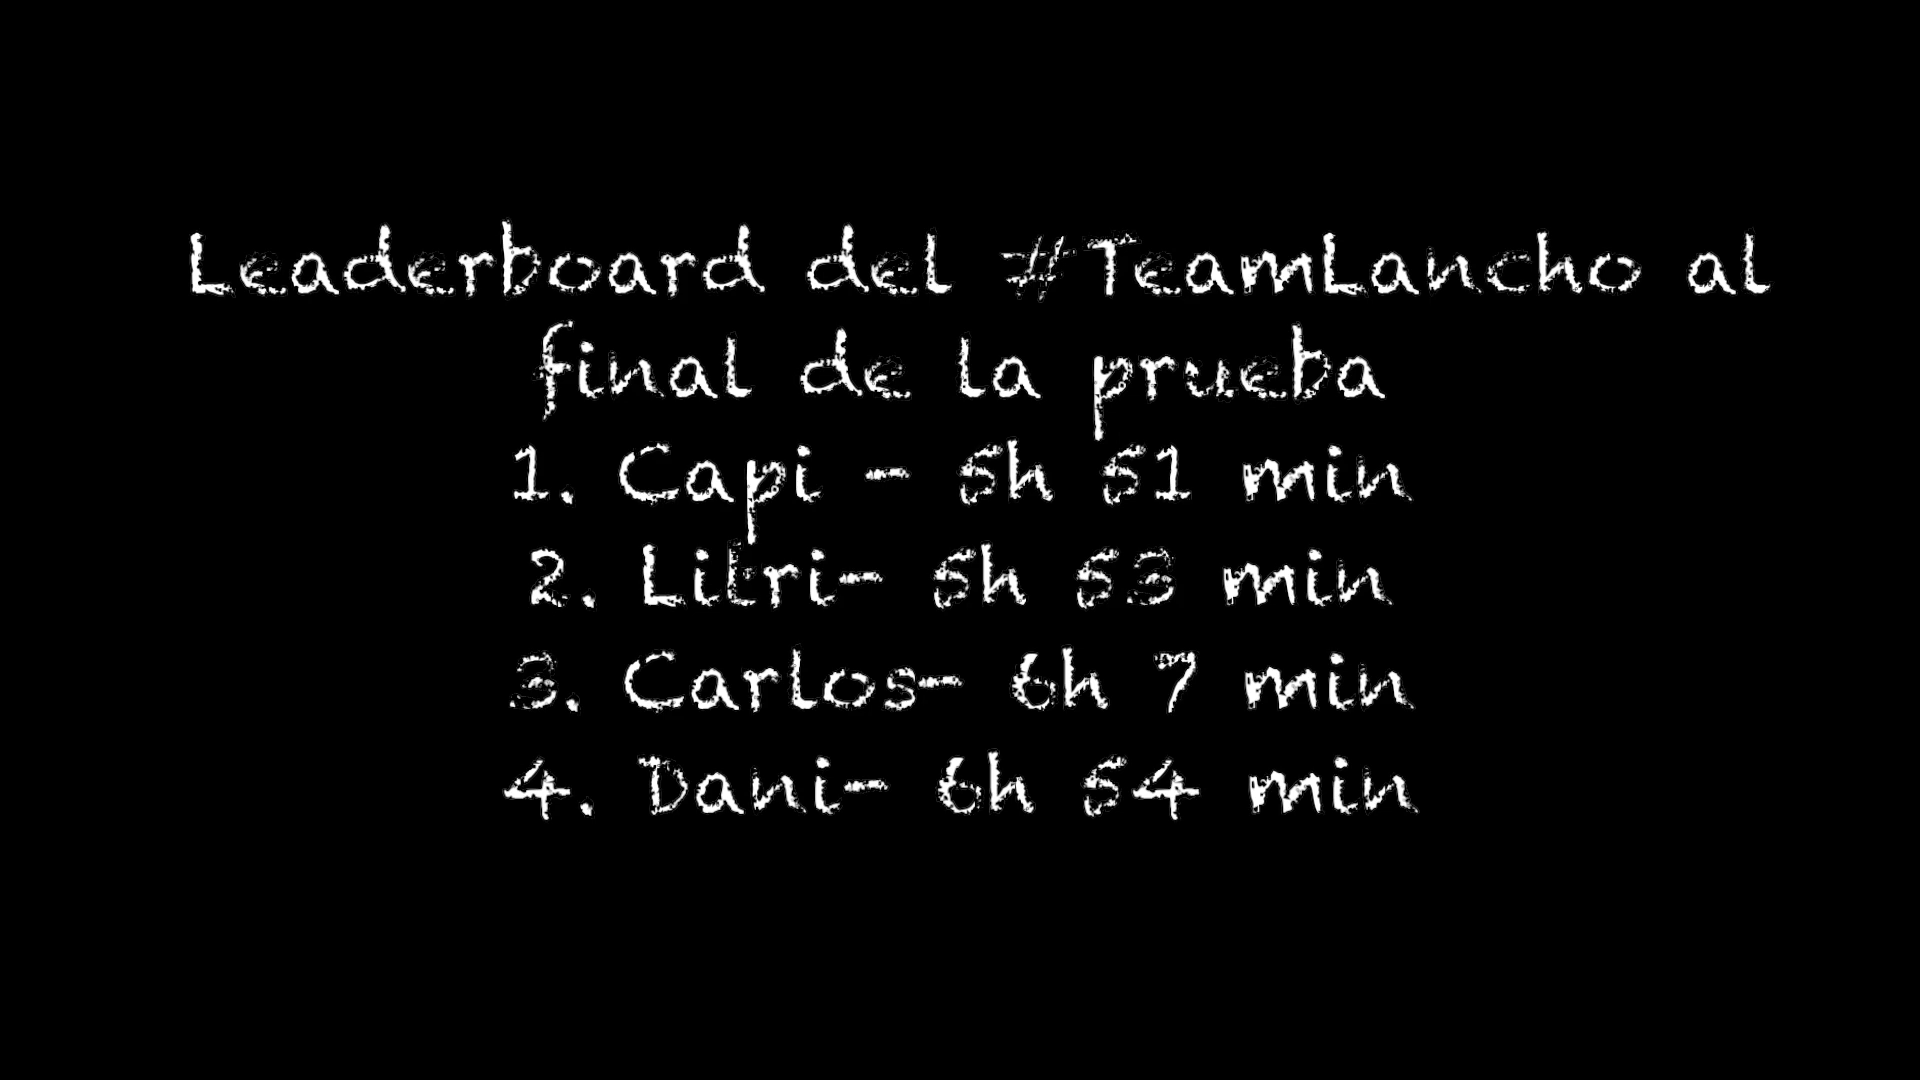 Leaderboard del #TeamLancho al
final de la prueba
1. Capi - 5h 51 min
2. Litri- 5h 53 min
3. Carlos- 6h 7 min
4. Dani- 6h 54 min